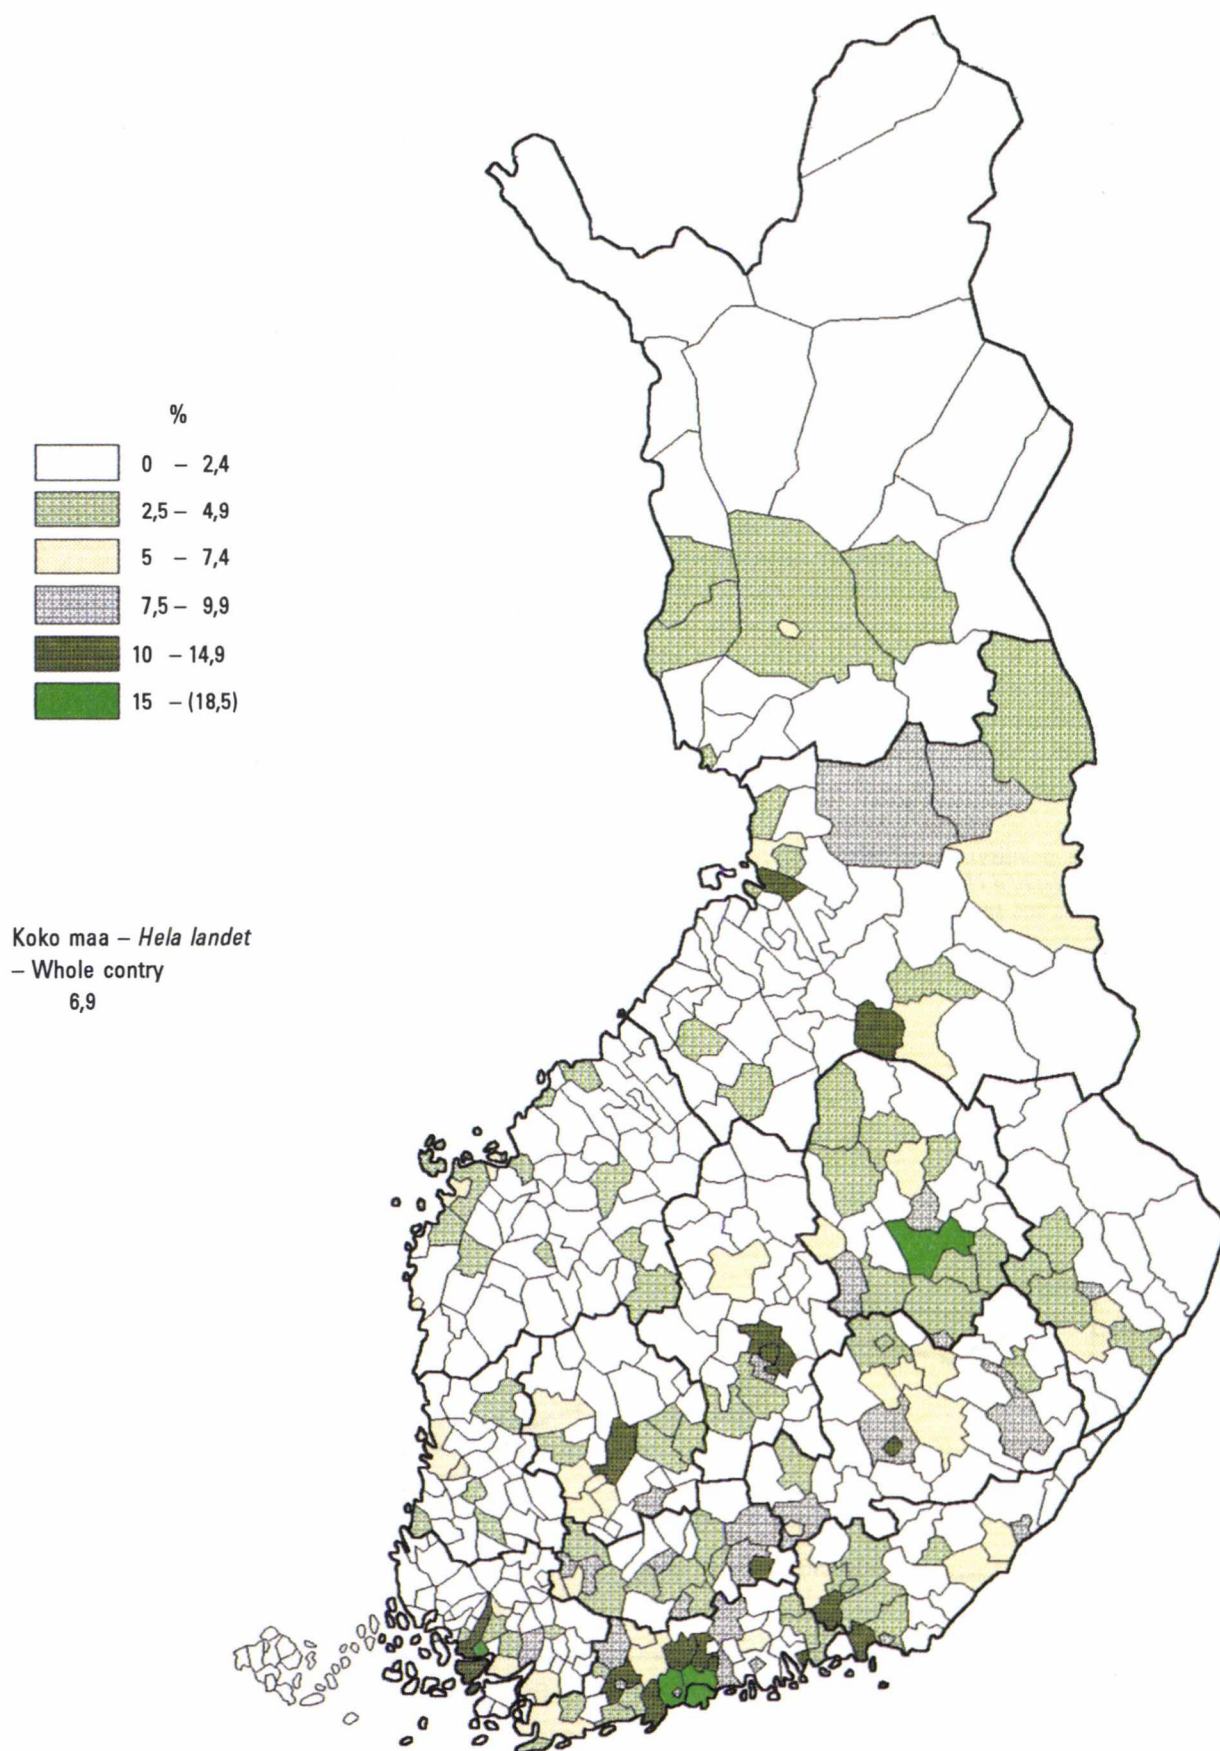 %
0 – 2,4
2,5 – 4,9
5 – 7,4
7,5 – 9,9
10 – 14,9
15 – (18,5)
Koko maa – Hela landet
– Whole contry
6,9